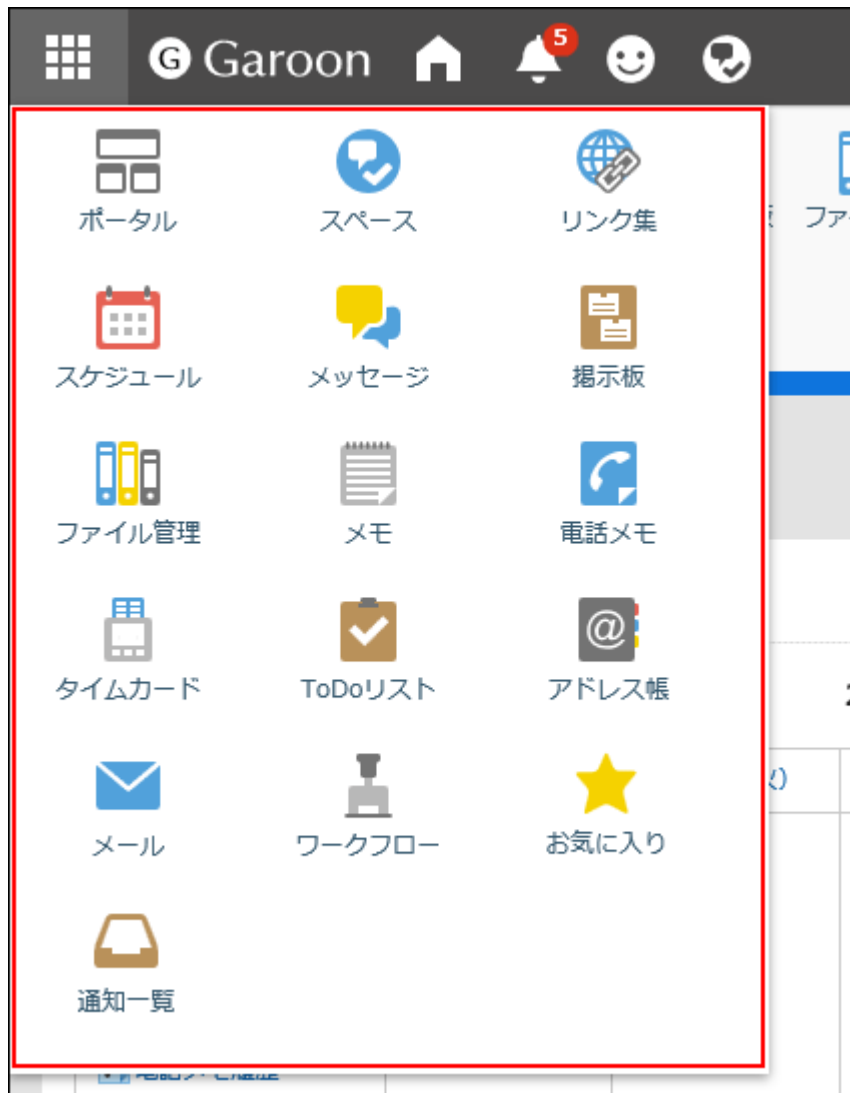 G Garoon 5
ポータル スペース リンク集
ファ
スケジュール メッセージ 掲示板
ファイル管理 メモ 電話メモ
タイムカード ToDoリスト アドレス帳
メール ワークフロー お気に入り
通知一覧